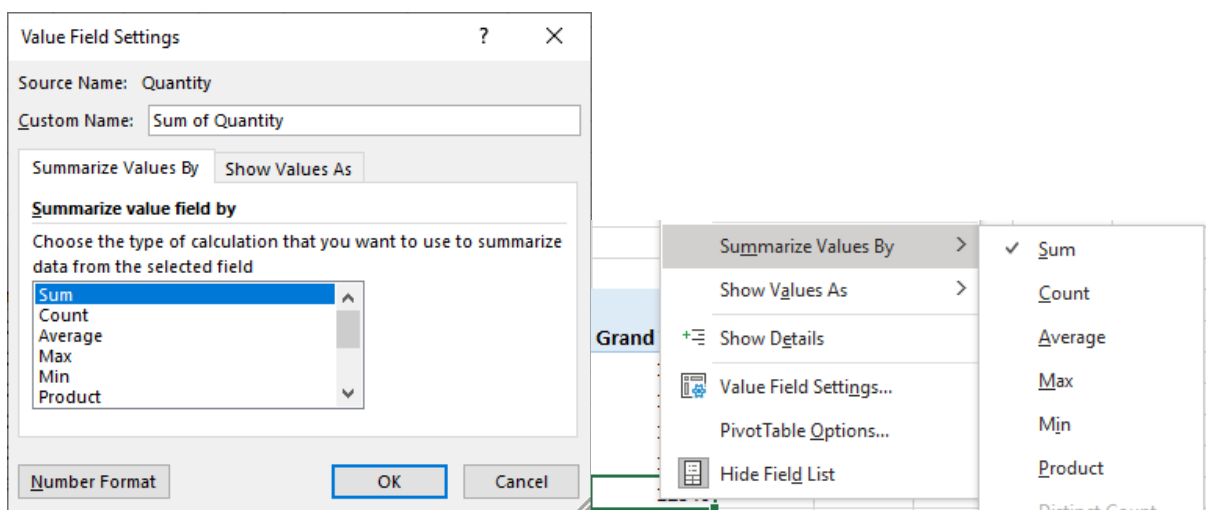 Value Field Settings ?
Source Name: Quantity
Custom Name: Sum of Quantity
Summarize Values By Show Values As
Summarize value field by
Choose the type of calculation that you want to use to summarize
data from the selected field
Sum
Count
Average
Max
Min
Product
Number Format OK Cancel
Grand
Summarize Values By
Show Values As
Show Details
Value Field Settings...
PivotTable Options...
Hide Field List
Sum
Count
Average
Max
Min
Product
Distinct Count